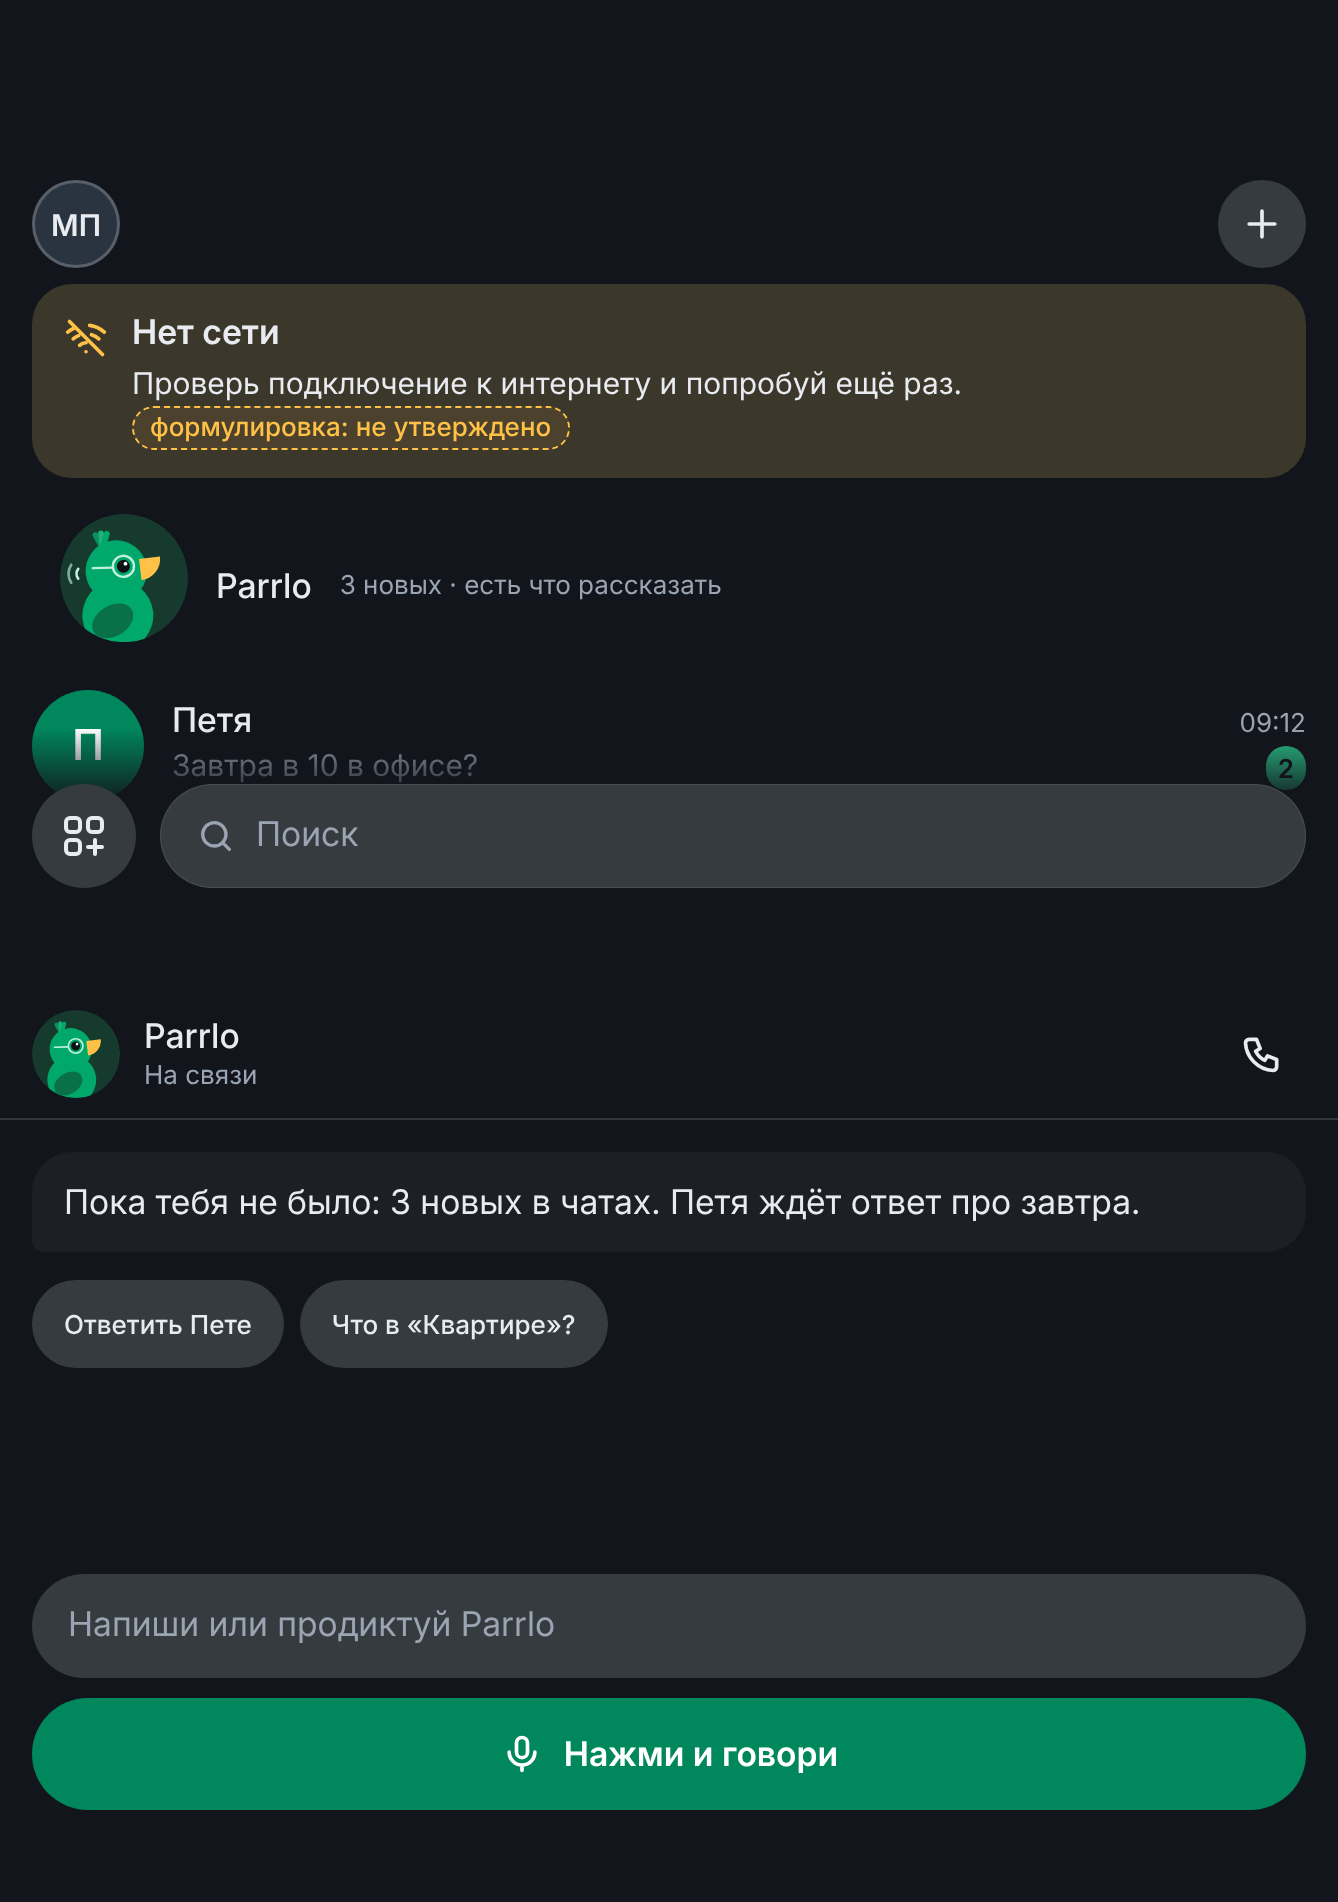 МП
Нет сети
Проверь подключение к интернету и попробуй ещё раз.
формулировка: не утверждено
Parrlo 3 новых · есть что рассказать
П
Петя 09:12
Завтра в 10 в офисе? 2
Поиск
Parrlo
На связи
Пока тебя не было: 3 новых в чатах. Петя ждёт ответ про завтра.
Ответить Пете Что в «Квартире»?
Напиши или продиктуй Parrlo
Нажми и говори